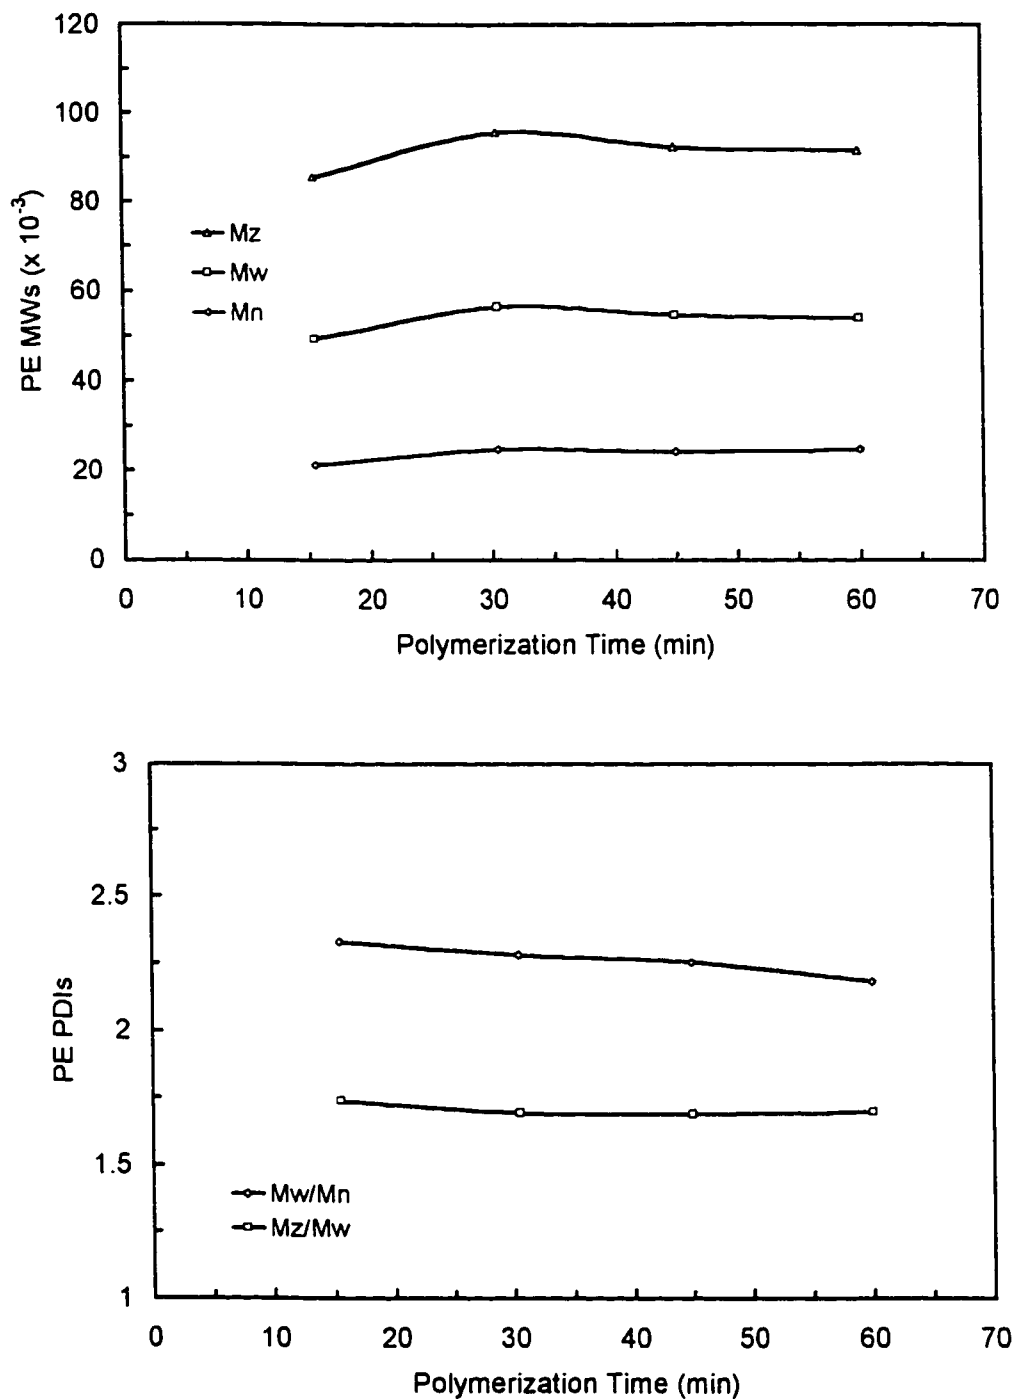 120
100
80
60
40
20
0
PE MWs (x 10⁻³)
Mz
Mw
Mn
0 10 20 30 40 50 60 70
Polymerization Time (min)
3
2.5
2
1.5
1
PE PDIs
Mw/Mn
Mz/Mw
0 10 20 30 40 50 60 70
Polymerization Time (min)